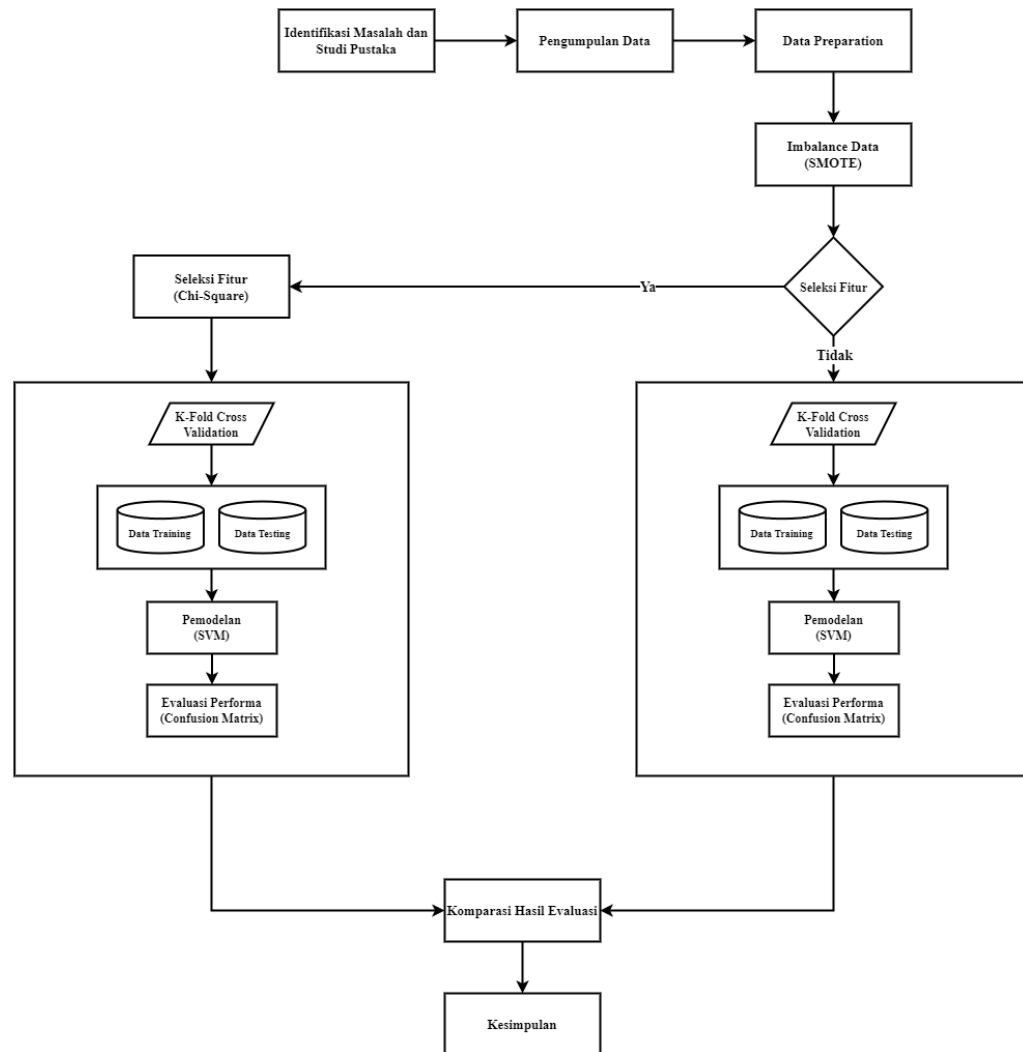 Identifikasi Masalah dan
Studi Pustaka
Pengumpulan Data
Data Preparation
Imbalance Data
(SMOTE)
Seleksi Fitur
Ya
Tidak
Seleksi Fitur
(Chi-Square)
K-Fold Cross
Validation
Data Training
Data Testing
Pemodelan
(SVM)
Evaluasi Performa
(Confusion Matrix)
K-Fold Cross
Validation
Data Training
Data Testing
Pemodelan
(SVM)
Evaluasi Performa
(Confusion Matrix)
Komparasi Hasil Evaluasi
Kesimpulan